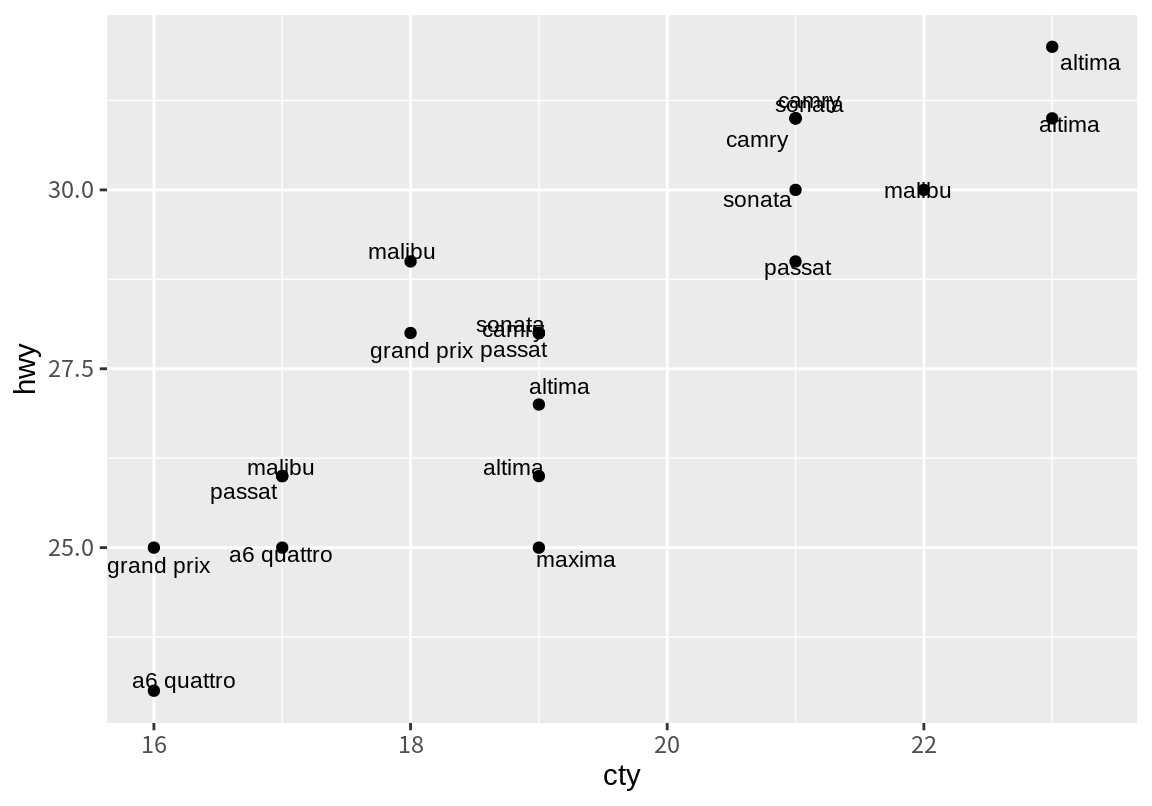 altima
camry
sonata
altima
camry
30.0
malibu
sonata
malibu
passat
sonata
camry
grand prix
passat
27.5
hwy
altima
malibu
altima
passat
25.0
a6 quattro
maxima
grand prix
a6 quattro
16
18
20
22
cty